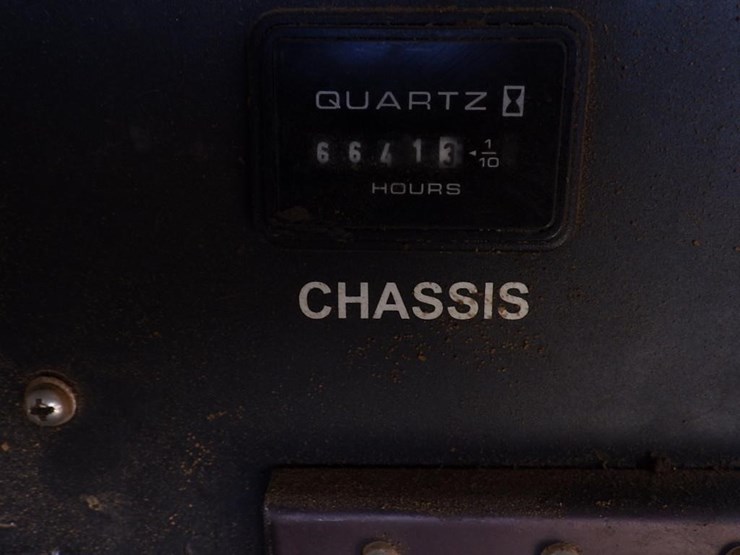 QUARTZ
66413 1/10
HOURS
CHASSIS